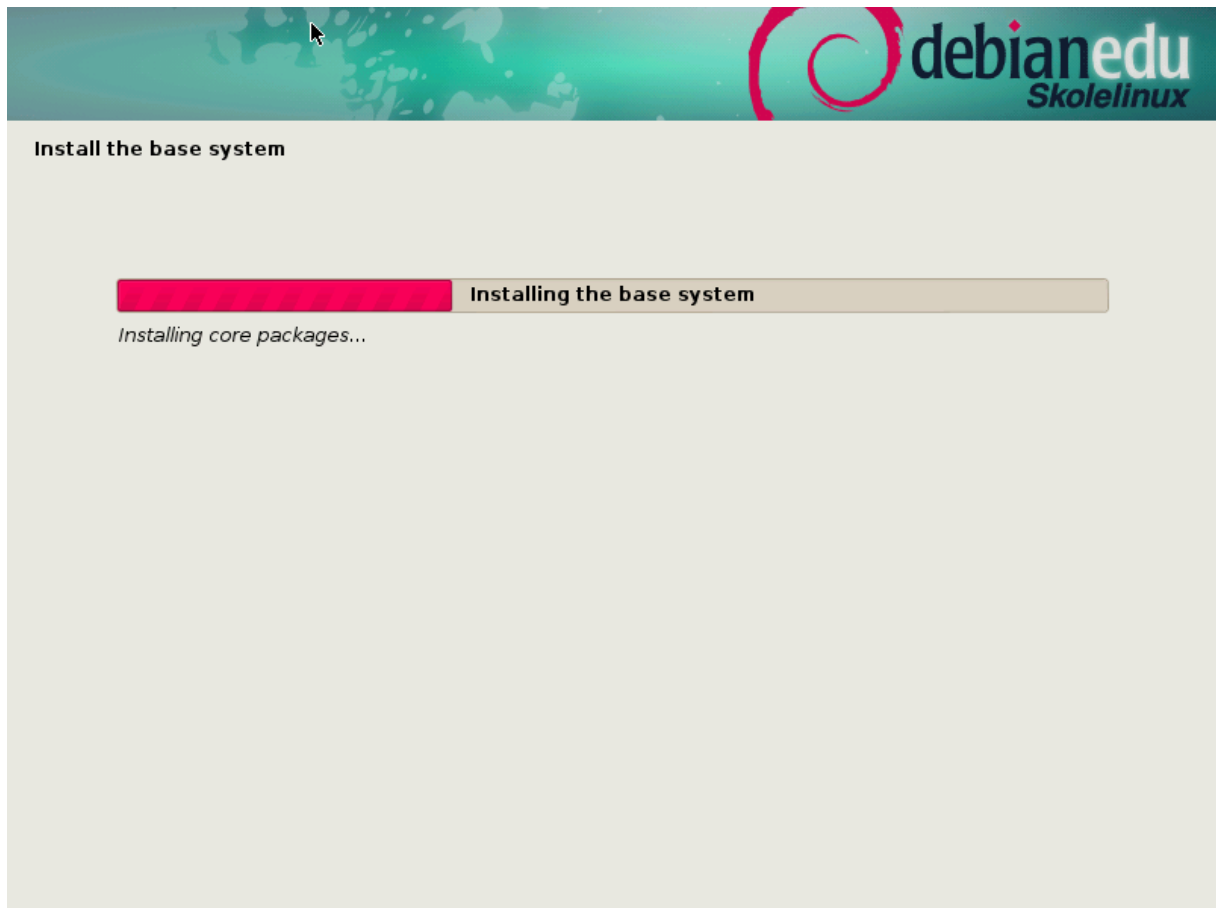 debianedu
Skolelinux
Install the base system
Installing the base system
Installing core packages...